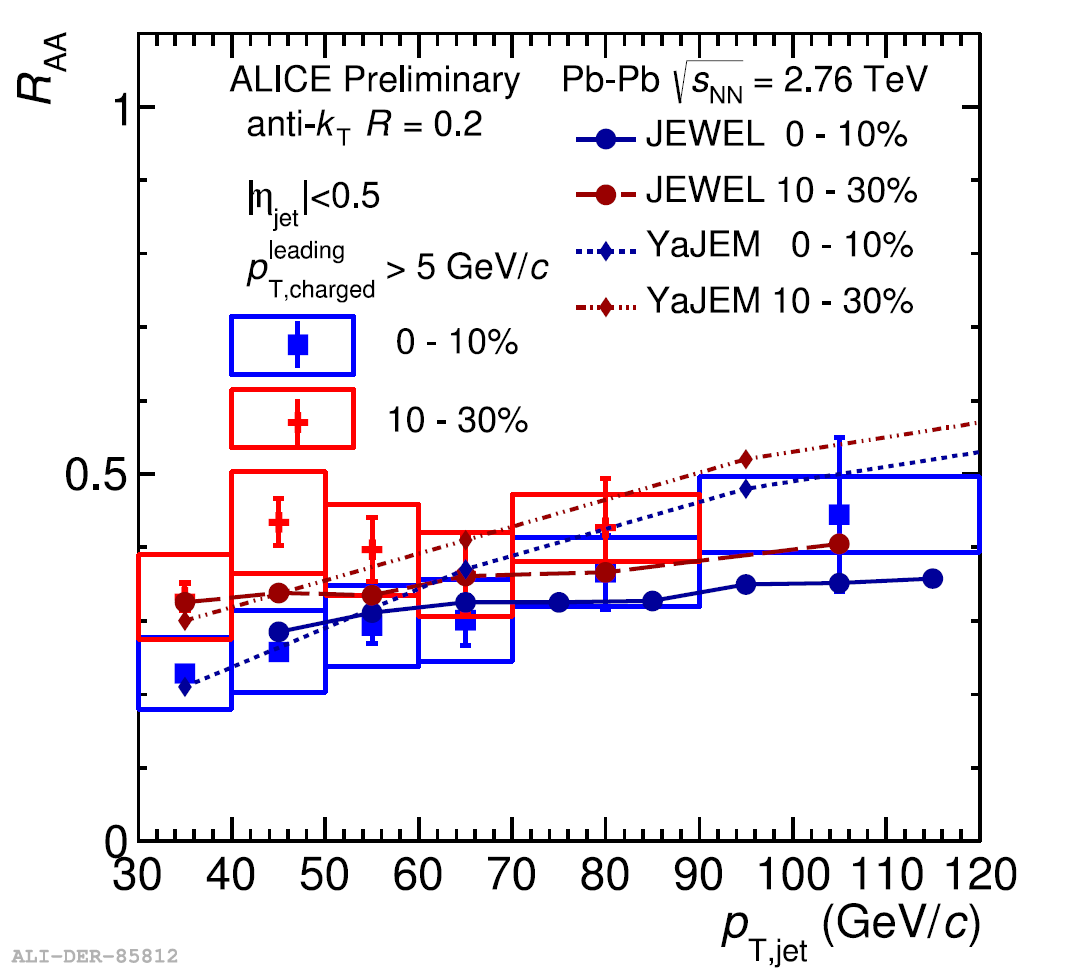 R_AA
1
0.5
0
ALICE Preliminary
anti-k_T R = 0.2
|η_jet|<0.5
p_T,charged^leading > 5 GeV/c
0 - 10%
10 - 30%
Pb-Pb √s_NN = 2.76 TeV
JEWEL 0 - 10%
JEWEL 10 - 30%
YaJEM 0 - 10%
YaJEM 10 - 30%
30 40 50 60 70 80 90 100 110 120
p_T,jet (GeV/c)
ALI-DER-85812